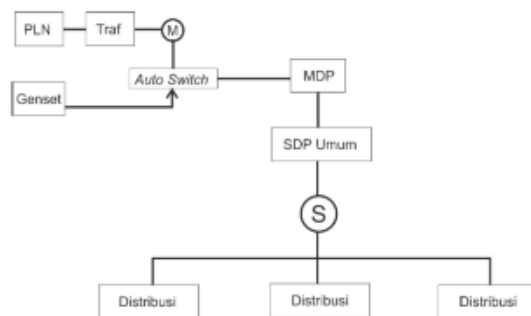 PLN
Traf
M
Auto Switch
MDP
Genset
SDP Umum
S
Distribusi
Distribusi
Distribusi